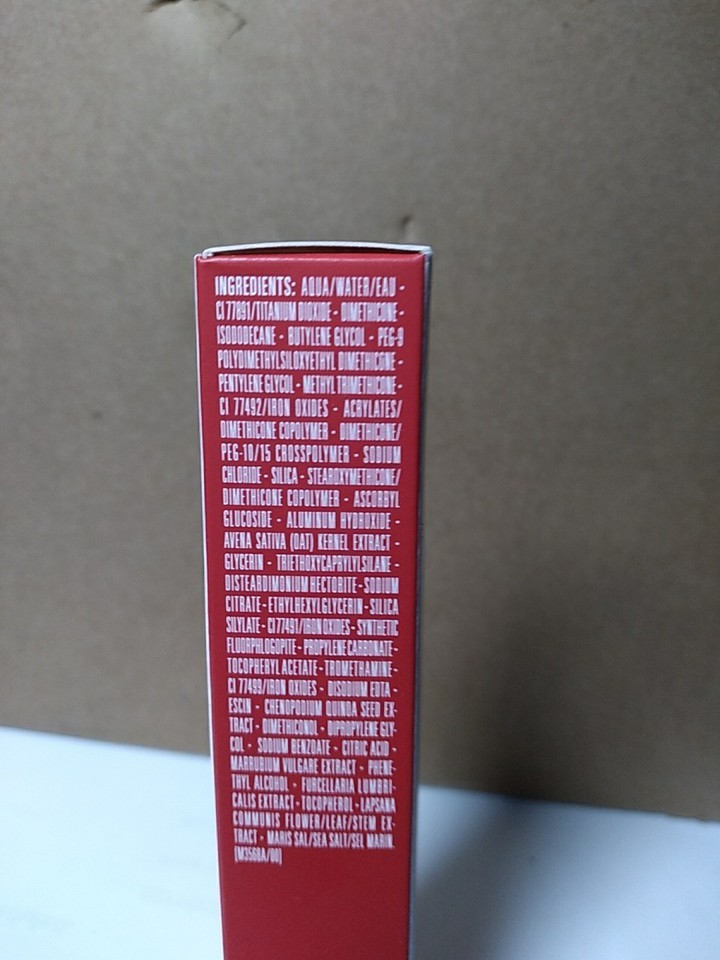 INGREDIENTS: AQUA/WATER/EAU -
CI 77891/TITANIUM DIOXIDE - DIMETHICONE -
ISODODECANE - BUTYLENE GLYCOL - PEG-9
POLYDIMETHYLSILOXYETHYL DIMETHICONE -
PENTYLENE GLYCOL - METHYL TRIMETHICONE -
CI 77492/IRON OXIDES - ACRYLATES/
DIMETHICONE COPOLYMER - DIMETHICONE/
PEG-10/15 CROSSPOLYMER - SODIUM
CHLORIDE - SILICA - STEAROXYMETHICONE/
DIMETHICONE COPOLYMER - ASCORBYL
GLUCOSIDE - ALUMINUM HYDROXIDE -
AVENA SATIVA (OAT) KERNEL EXTRACT -
GLYCERIN - TRIETHOXYCAPRYLYLSILANE -
DISTEARDIMONIUM HECTORITE - SODIUM
CITRATE - ETHYLHEXYLGLYCERIN - SILICA
SILYLATE - CI 77491/IRON OXIDES - SYNTHETIC
FLUORPHLOGOPITE - PROPYLENE CARBONATE -
TOCOPHERYL ACETATE - TROMETHAMINE -
CI 77499/IRON OXIDES - DISODIUM EDTA -
ESCIN - CHENOPODIUM QUINOA SEED EX-
TRACT - DIMETHICONOL - DIPROPYLENE GLY-
COL - SODIUM BENZOATE - CITRIC ACID -
MARRUBIUM VULGARE EXTRACT - PHENE-
THYL ALCOHOL - FURCELLARIA LUMBRI-
CALIS EXTRACT - TOCOPHEROL - LAPSANA
COMMUNIS FLOWER/LEAF/STEM EX-
TRACT - MARIS SAL/SEA SALT/SEL MARIN.
[M3568A/00]